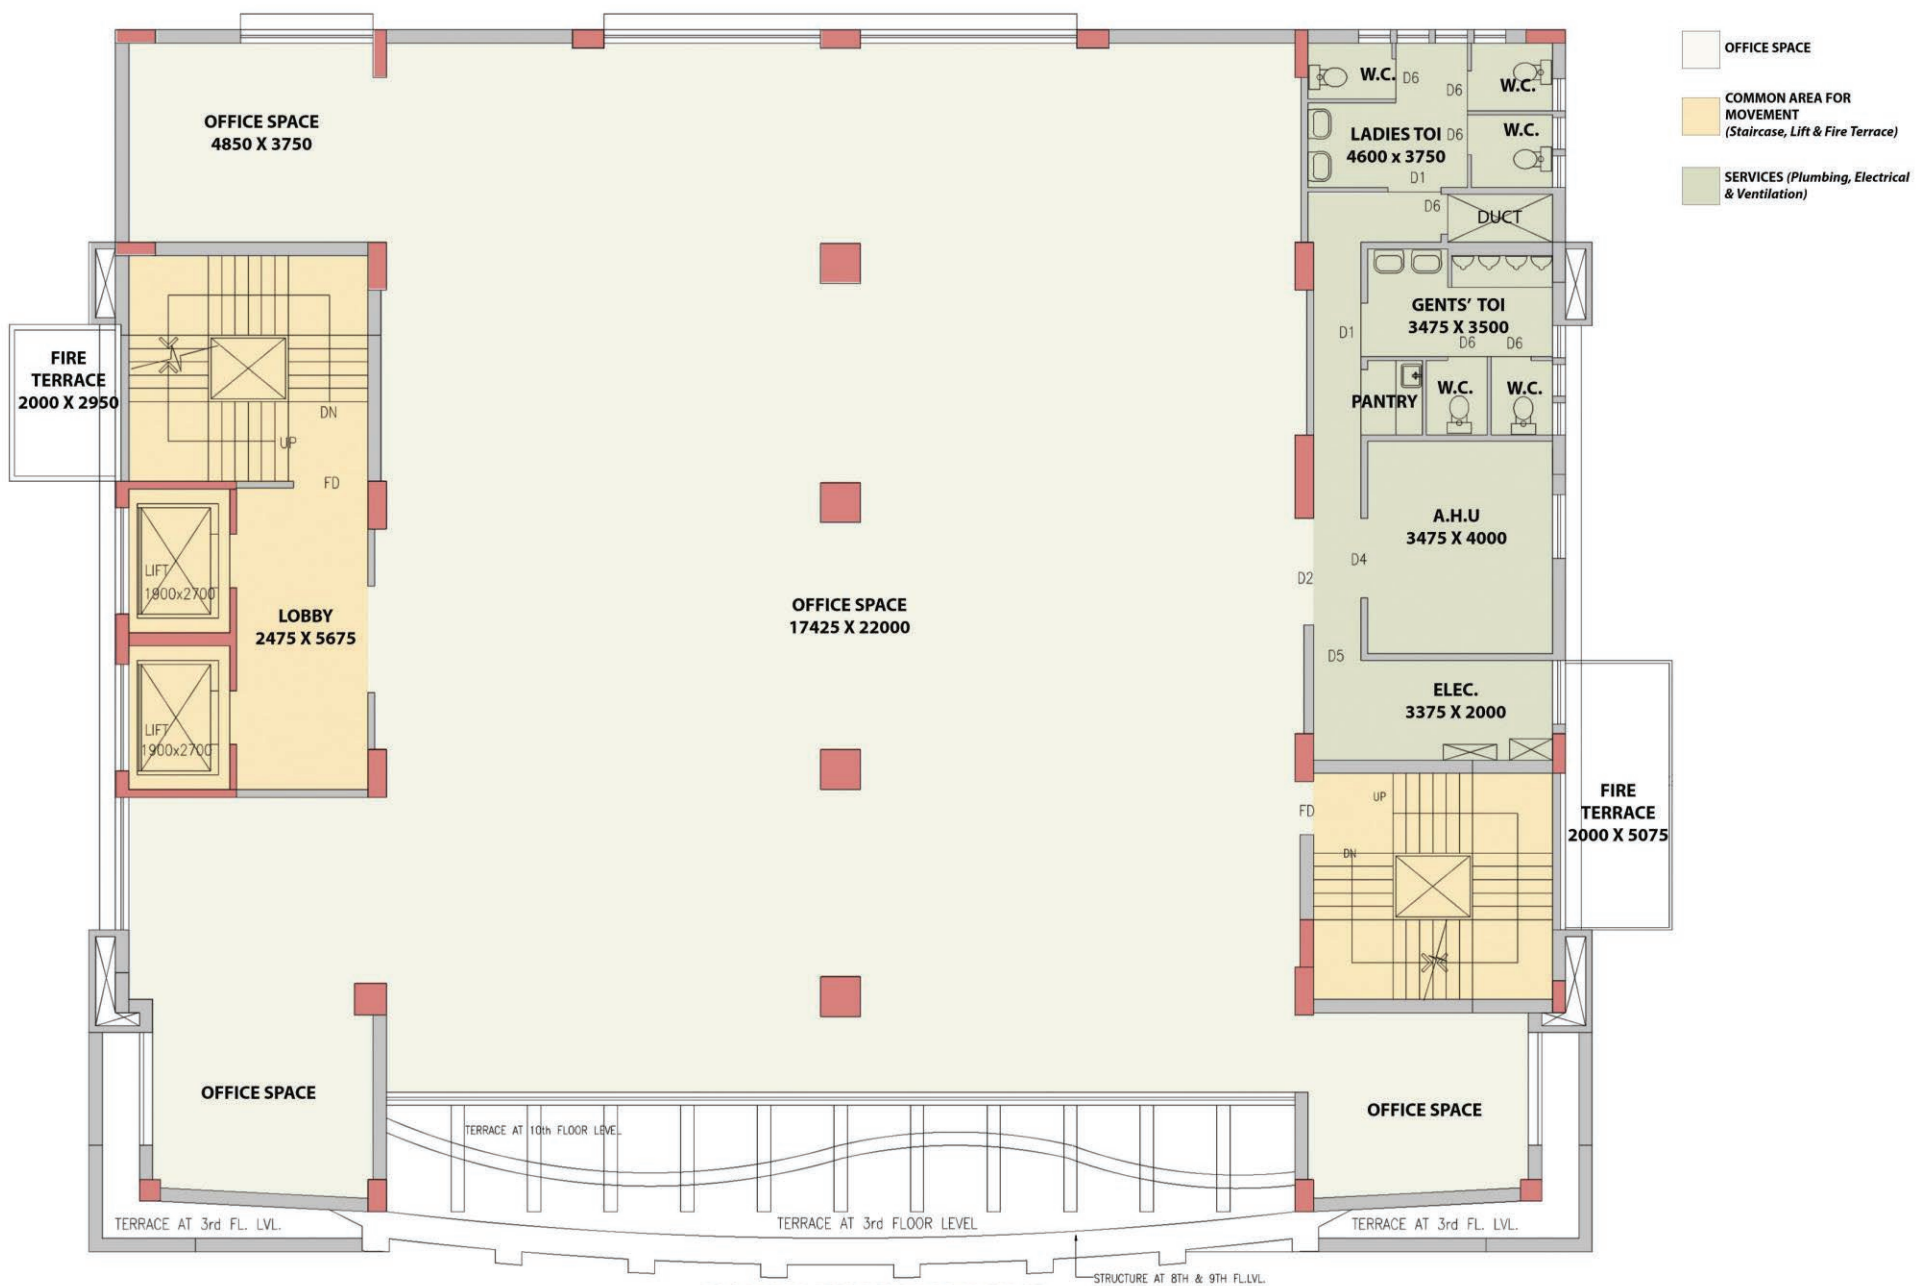 OFFICE SPACE
COMMON AREA FOR
MOVEMENT
(Staircase, Lift & Fire Terrace)
SERVICES (Plumbing, Electrical
& Ventilation)
OFFICE SPACE
4850 X 3750
W.C.
D6
D6
W.C.
LADIES TOI
4600 x 3750
D6
W.C.
D1
D6
DUCT
GENTS' TOI
3475 X 3500
D1
D6
D6
PANTRY
W.C.
W.C.
FIRE
TERRACE
2000 X 2950
DN
UP
FD
A.H.U
3475 X 4000
D4
D2
LIFT
1900x2700
LOBBY
2475 X 5675
OFFICE SPACE
17425 X 22000
D5
ELEC.
3375 X 2000
LIFT
1900x2700
FIRE
TERRACE
2000 X 5075
UP
FD
DN
OFFICE SPACE
OFFICE SPACE
TERRACE AT 10th FLOOR LEVEL
TERRACE AT 3rd FL. LVL.
TERRACE AT 3rd FLOOR LEVEL
TERRACE AT 3rd FL. LVL.
STRUCTURE AT 8TH & 9TH FL.LVL.